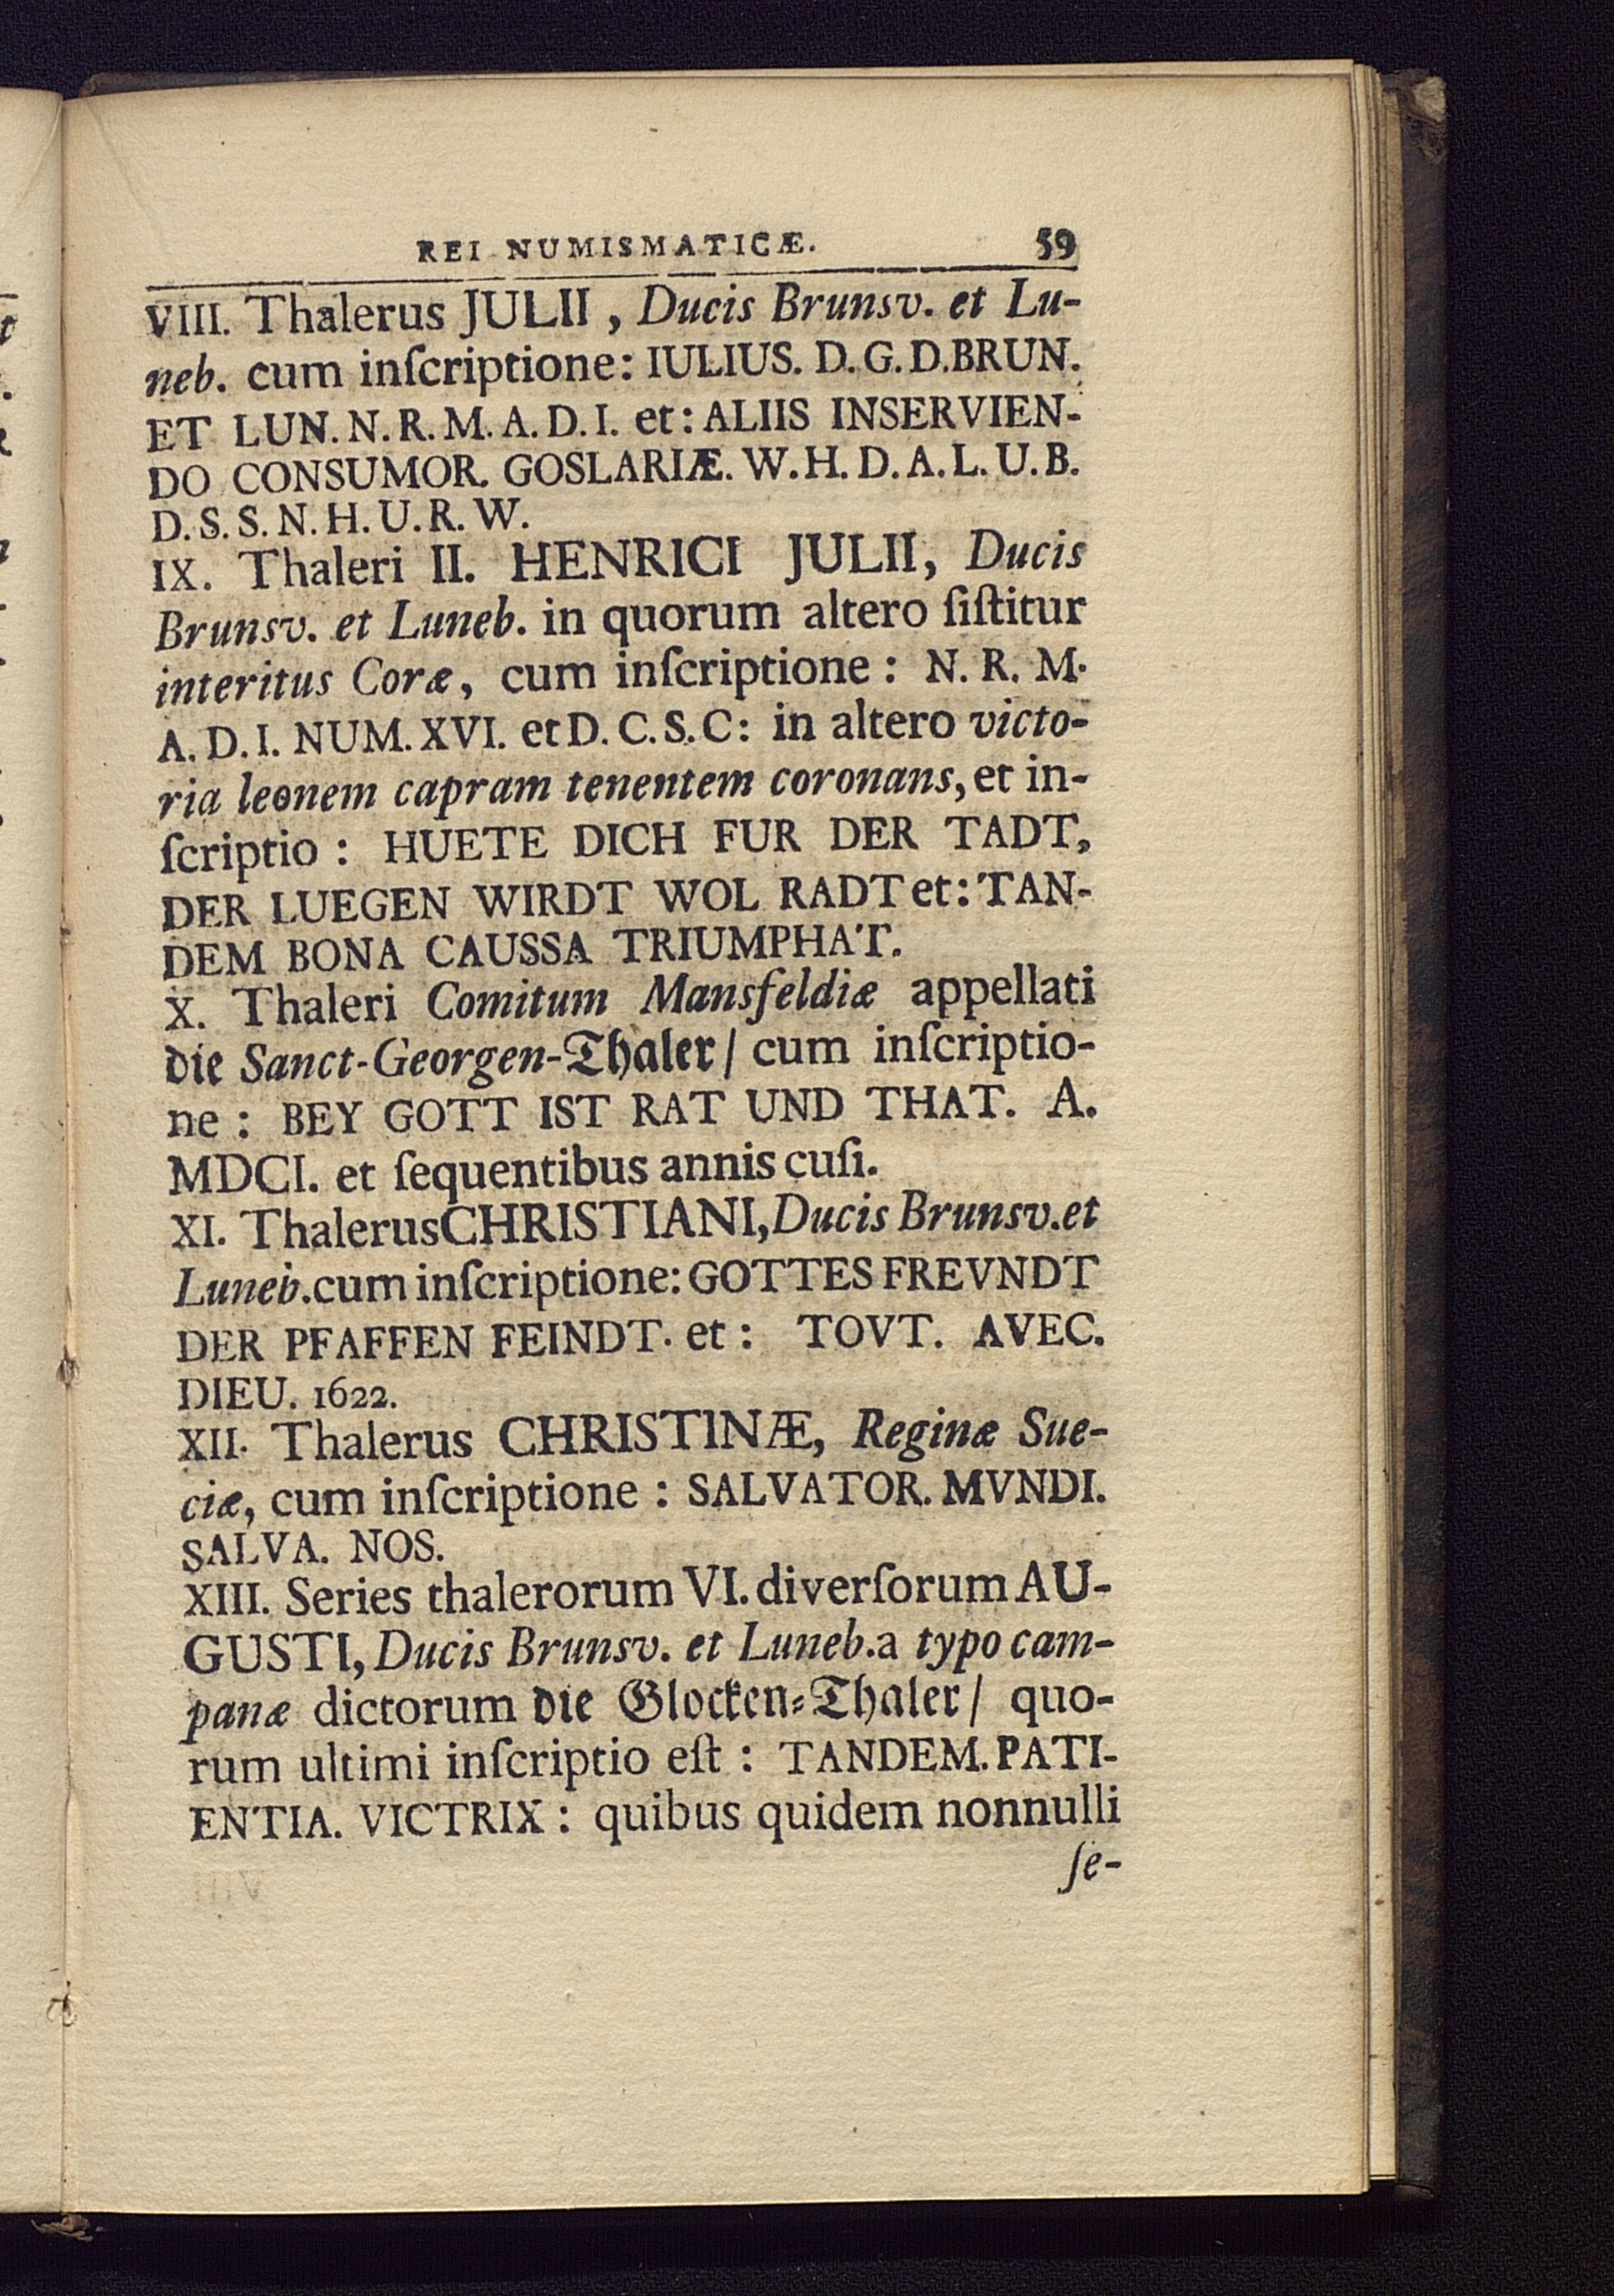 REI NUMISMATICÆ. 59
VIII. Thalerus JULII, Ducis Brunsv. et Lu-
neb. cum inſcriptione: IULIUS. D. G. D. BRUN.
ET LUN. N. R. M. A. D. I. et: ALIIS INSERVIEN-
DO CONSUMOR. GOSLARIÆ. W. H. D. A. L. U. B.
D. S. S. N. H. U. R. W.
IX. Thaleri II. HENRICI JULII, Ducis
Brunsv. et Luneb. in quorum altero ſiſtitur
interitus Coræ, cum inſcriptione: N. R. M.
A. D. I. NUM. XVI. et D. C. S. C: in altero victo-
ria leonem capram tenentem coronans, et in-
ſcriptio: HUETE DICH FUR DER TADT,
DER LUEGEN WIRDT WOL RADT et: TAN-
DEM BONA CAUSSA TRIUMPHAT.
X. Thaleri Comitum Mansfeldiæ appellati
die Sanct-Georgen-Thaler/ cum inſcriptio-
ne: BEY GOTT IST RAT UND THAT. A.
MDCI. et ſequentibus annis cuſi.
XI. Thalerus CHRISTIANI, Ducis Brunsv. et
Luneb. cum inſcriptione: GOTTES FREVNDT
DER PFAFFEN FEINDT. et: TOVT. AVEC.
DIEU. 1622.
XII. Thalerus CHRISTINÆ, Reginæ Sue-
ciæ, cum inſcriptione: SALVATOR. MVNDI.
SALVA. NOS.
XIII. Series thalerorum VI. diverſorum AU-
GUSTI, Ducis Brunsv. et Luneb. a typo cam-
panæ dictorum die Glocken-Thaler/ quo-
rum ultimi inſcriptio eſt: TANDEM. PATI-
ENTIA. VICTRIX: quibus quidem nonnulli
ſe-